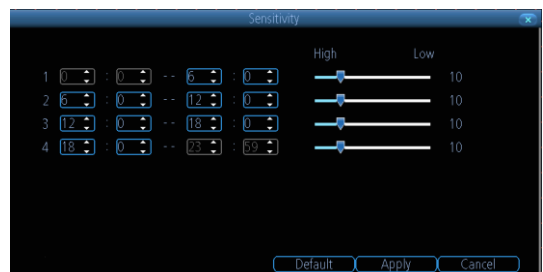 Sensitivity
High Low
1 0 : 0 -- 6 : 0 10
2 6 : 0 -- 12 : 0 10
3 12 : 0 -- 18 : 0 10
4 18 : 0 -- 23 : 59 10
Default Apply Cancel